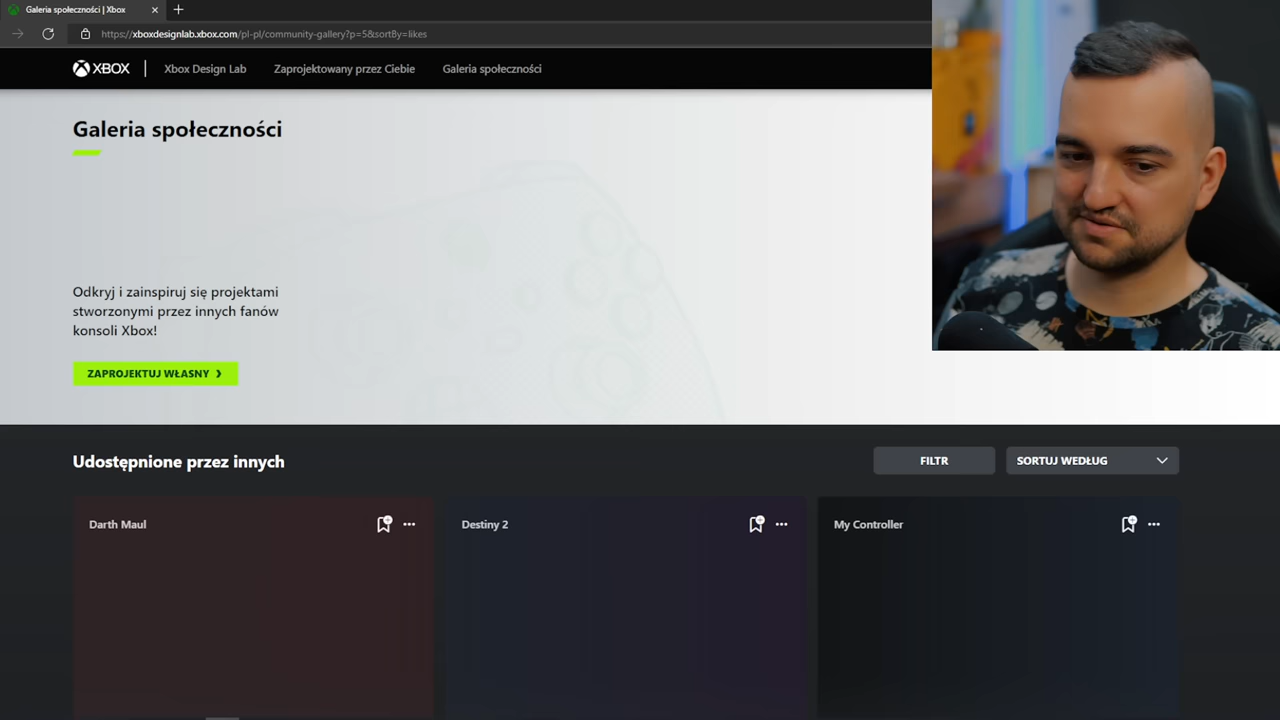 Galeria społeczności | Xbox
https://xboxdesignlab.xbox.com/pl-pl/community-gallery?p=5&sortBy=likes
XBOX
Xbox Design Lab
Zaprojektowany przez Ciebie
Galeria społeczności
Galeria społeczności
Odkryj i zainspiruj się projektami
stworzonymi przez innych fanów
konsoli Xbox!
ZAPROJEKTUJ WŁASNY
Udostępnione przez innych
FILTR
SORTUJ WEDŁUG
Darth Maul
Destiny 2
My Controller